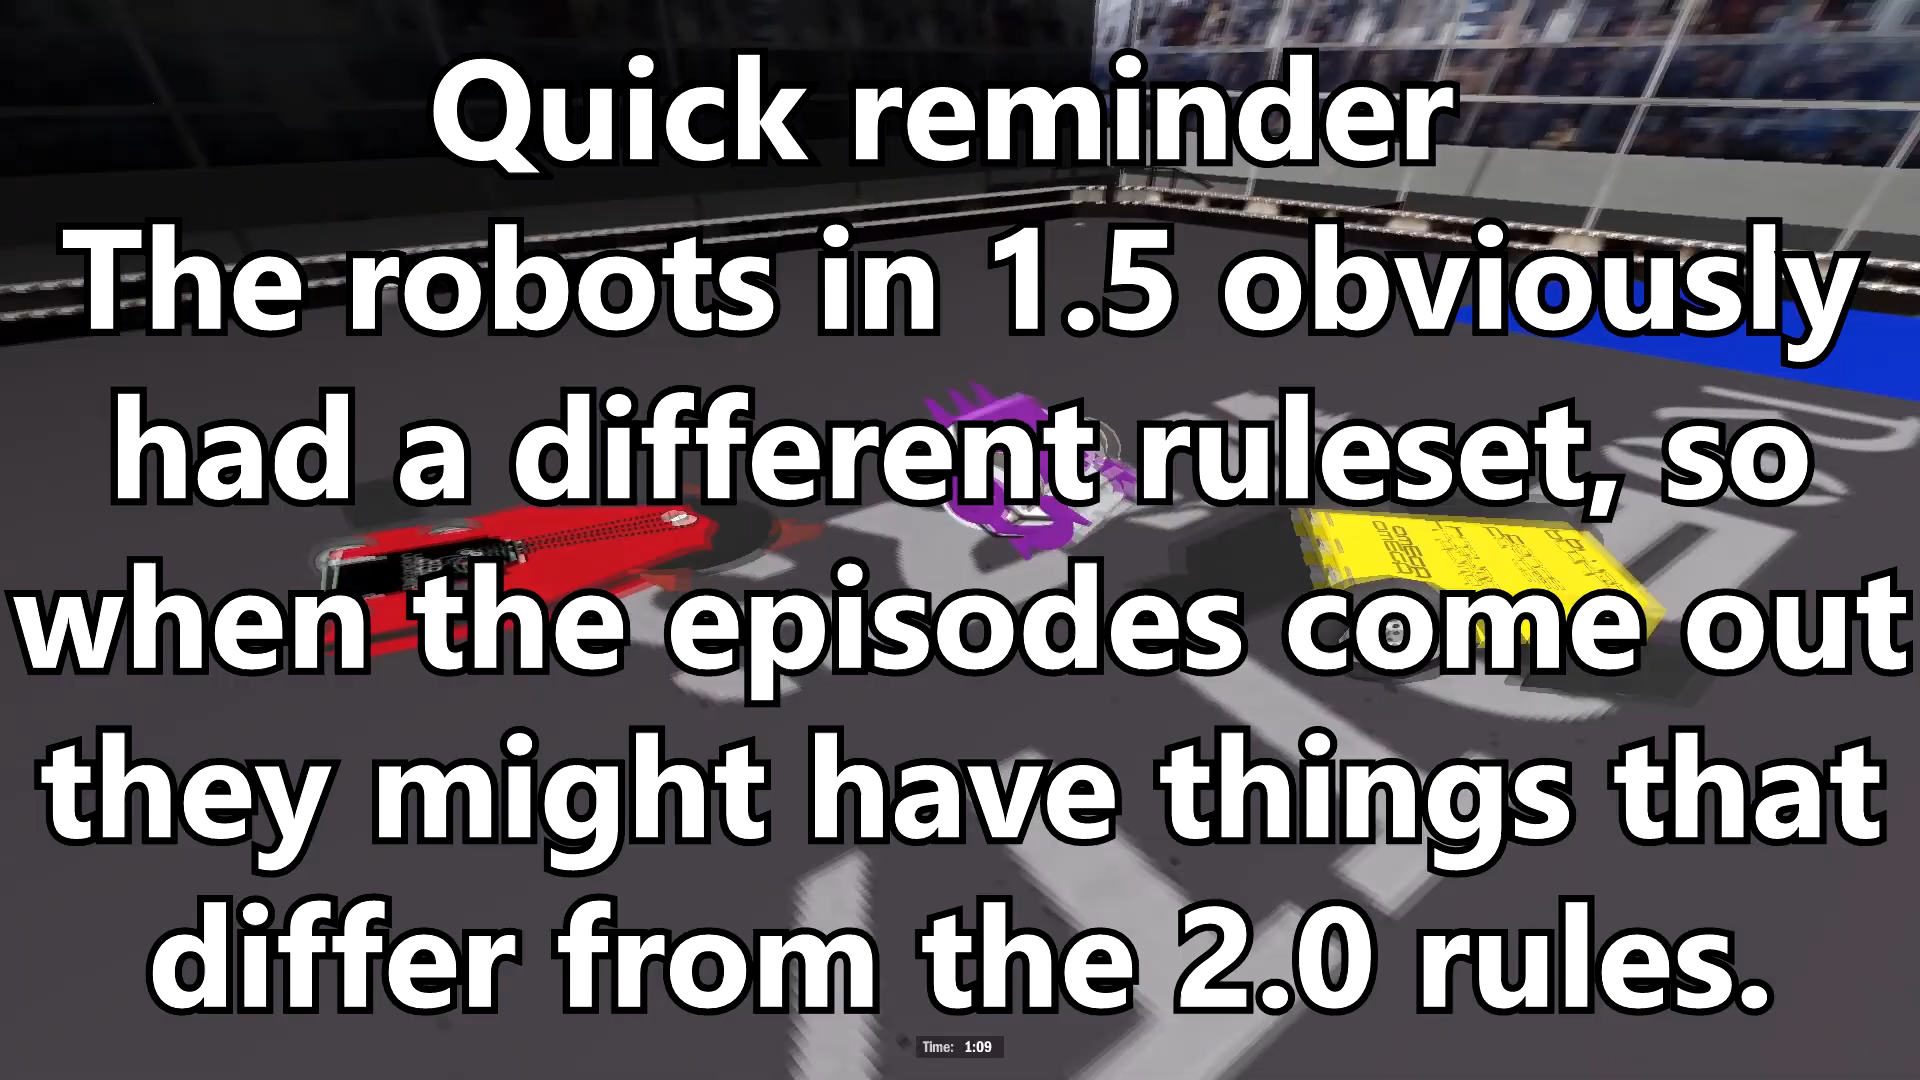 Quick reminder
The robots in 1.5 obviously
had a different ruleset, so
when the episodes come out
they might have things that
differ from the 2.0 rules.
Time: 1:09